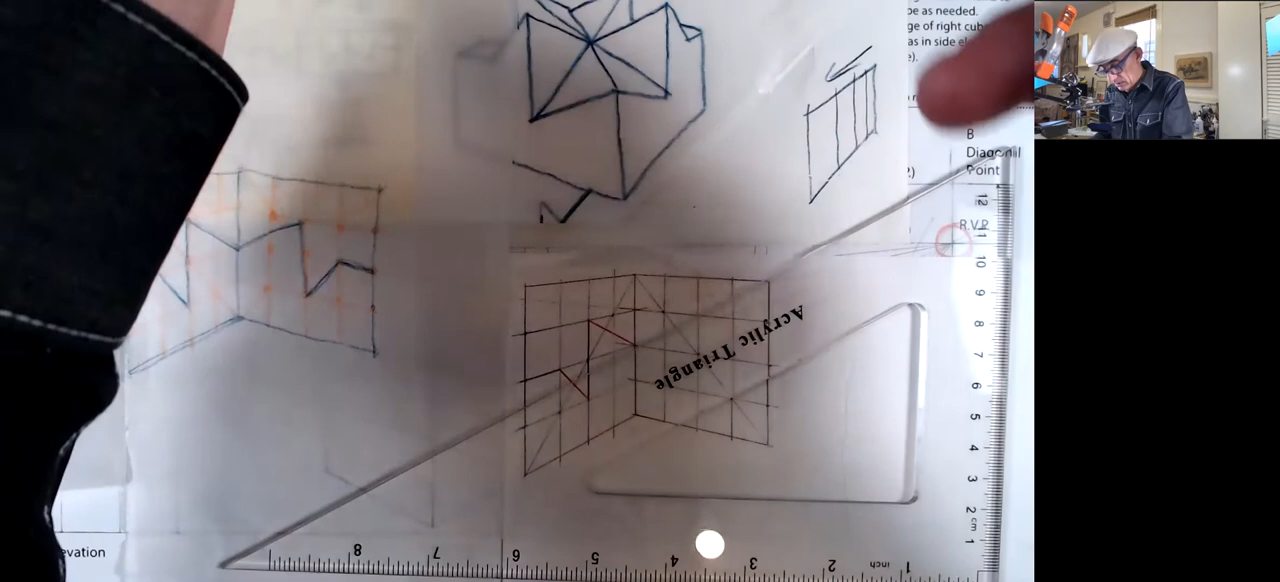 be as needed.
ge of right cub
as in side el
e).
B
Diagonal
Point
R.V.P
12
11
10
9
8
7
6
5
4
3
2 cm
1
Acrylic Triangle
evation
8
7
6
5
4
3
2
inch
1